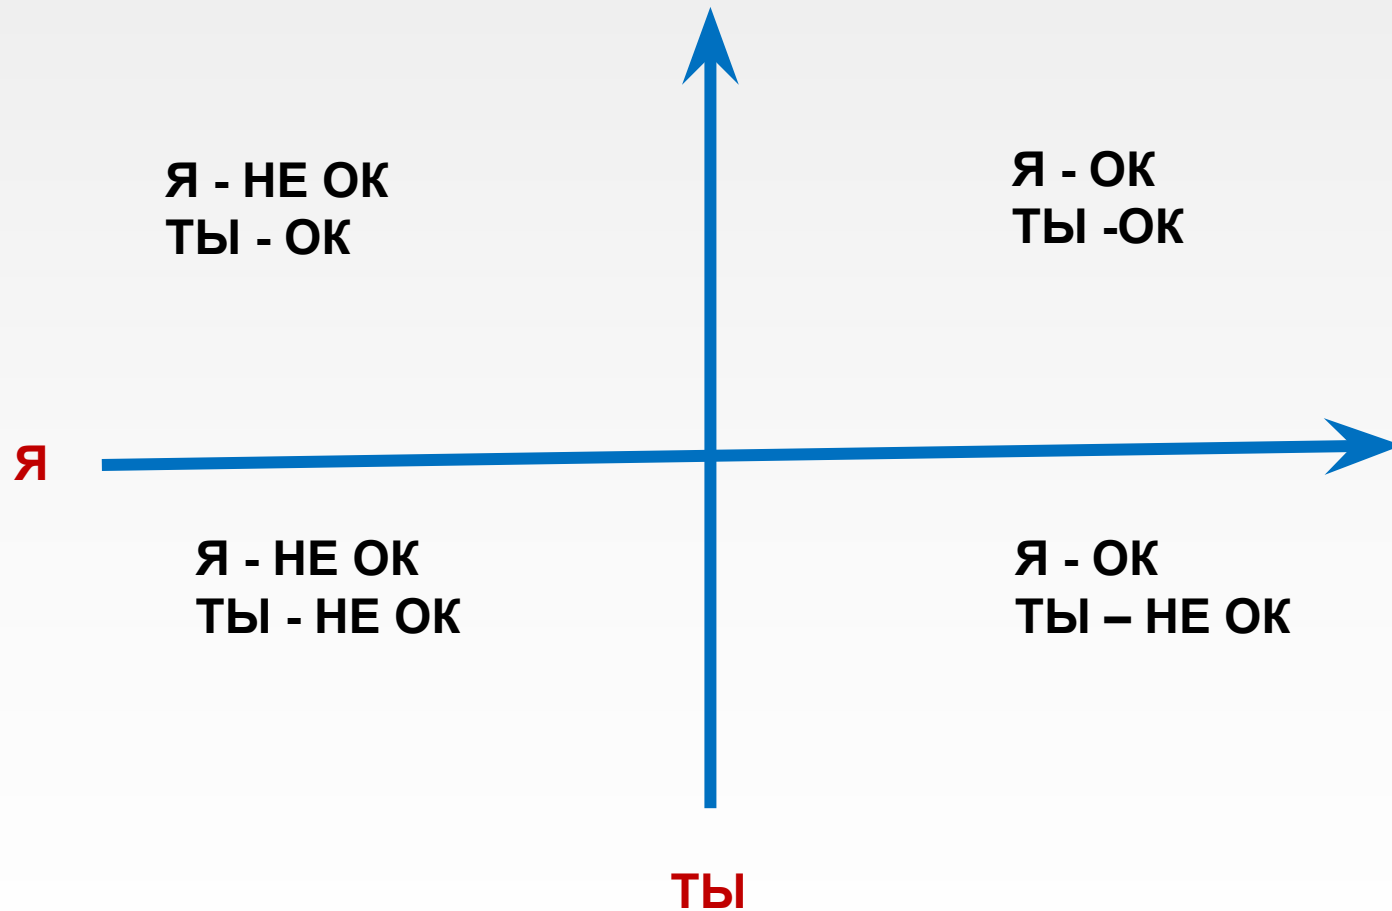 Я - НЕ ОК
ТЫ - ОК
Я - ОК
ТЫ -ОК
Я
Я - НЕ ОК
ТЫ - НЕ ОК
Я - ОК
ТЫ – НЕ ОК
ТЫ